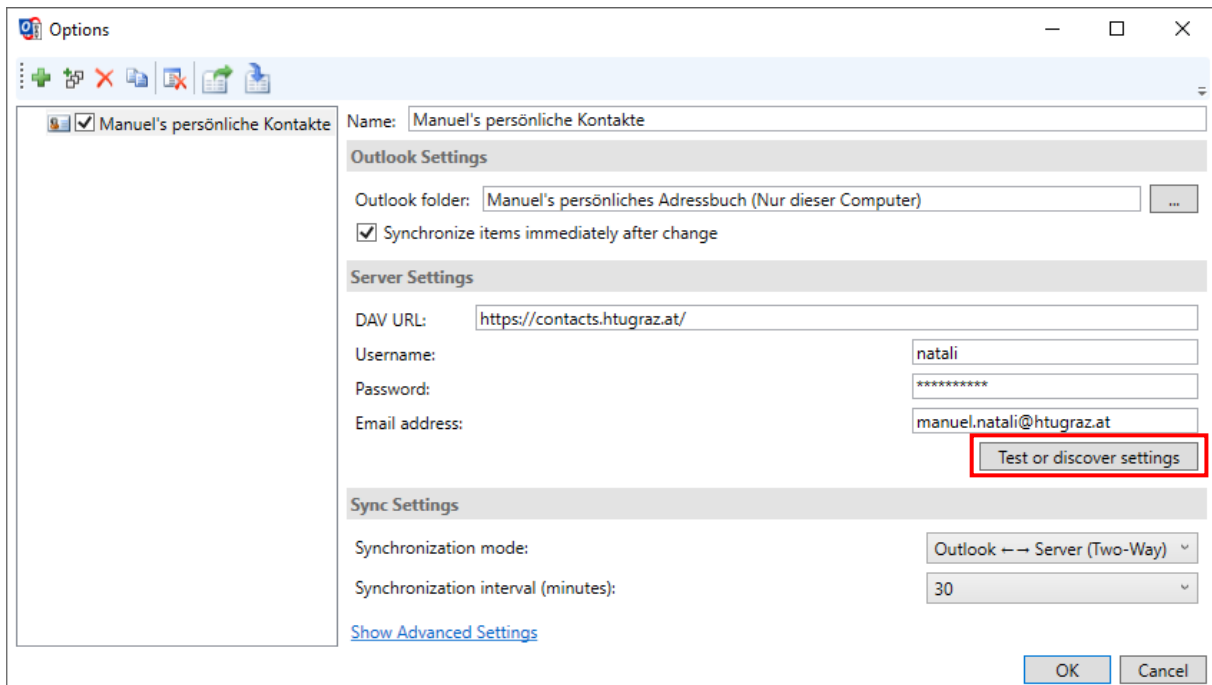 Options
Manuel's persönliche Kontakte
Name: Manuel's persönliche Kontakte
Outlook Settings
Outlook folder: Manuel's persönliches Adressbuch (Nur dieser Computer) ...
Synchronize items immediately after change
Server Settings
DAV URL: https://contacts.htugraz.at/
Username: natali
Password: **********
Email address: manuel.natali@htugraz.at
Test or discover settings
Sync Settings
Synchronization mode: Outlook ←→ Server (Two-Way)
Synchronization interval (minutes): 30
Show Advanced Settings
OK Cancel